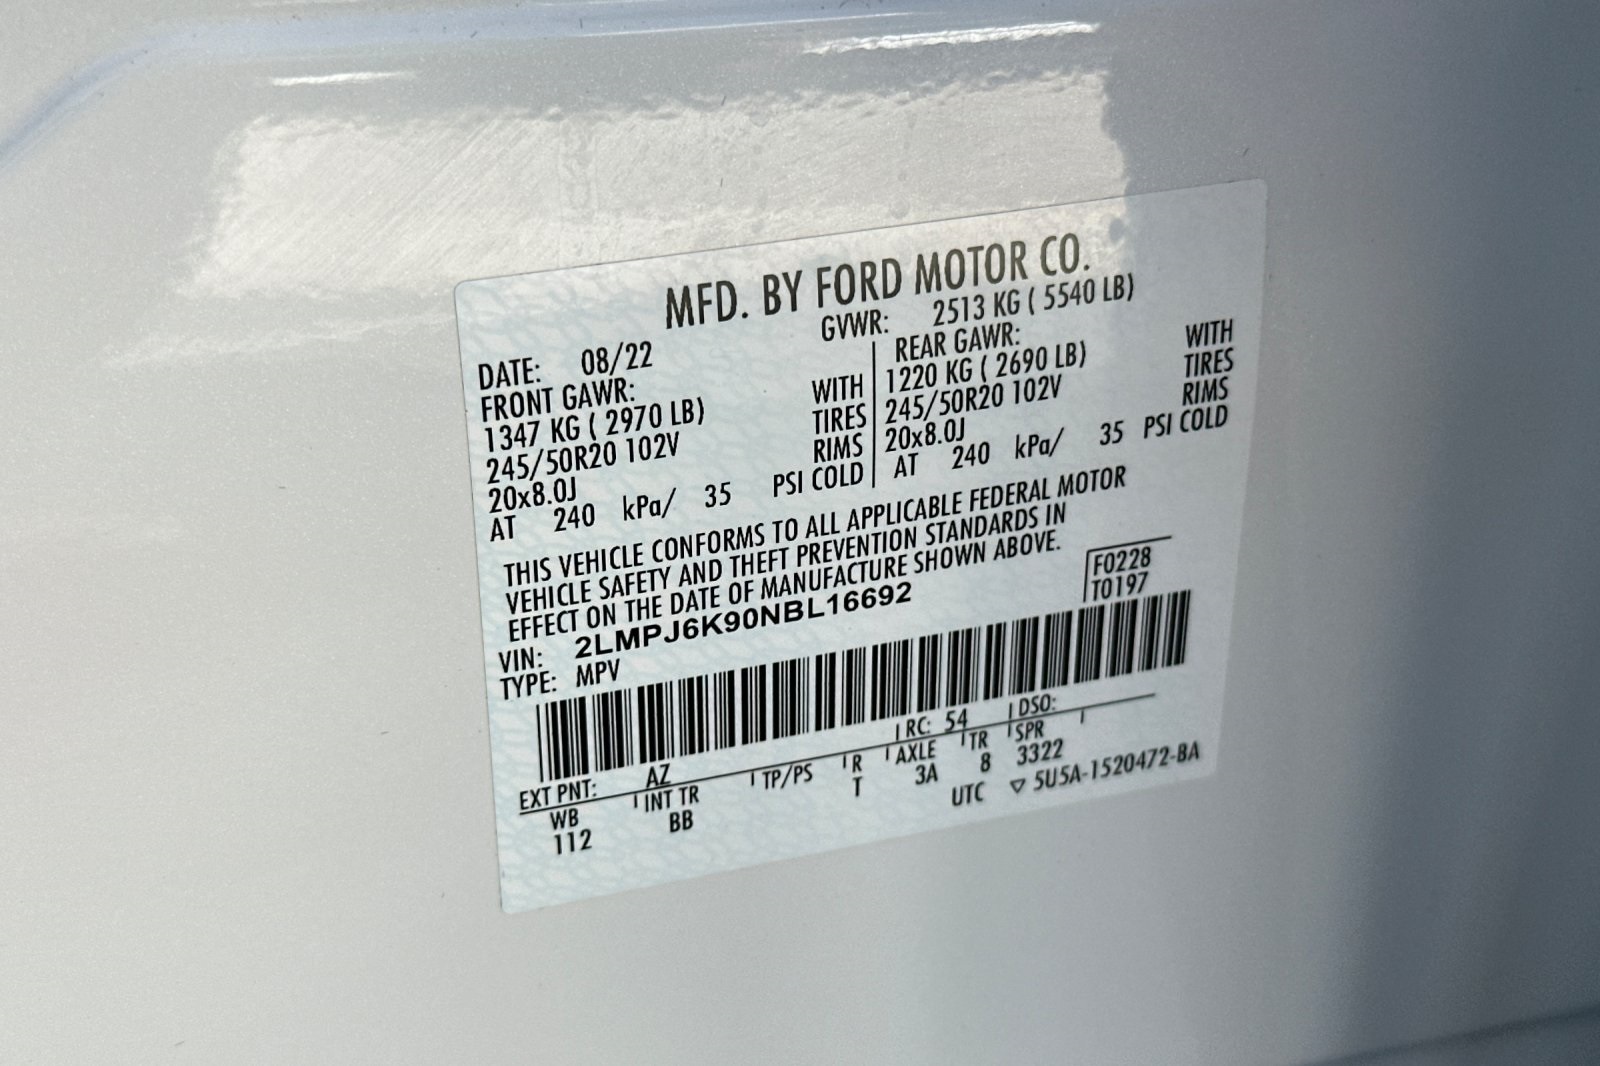 MFD. BY FORD MOTOR CO.
DATE: 08/22
GVWR: 2513 KG ( 5540 LB)
FRONT GAWR:
1347 KG ( 2970 LB) WITH
245/50R20 102V TIRES
20x8.0J RIMS
AT 240 kPa/ 35 PSI COLD
REAR GAWR:
1220 KG ( 2690 LB) WITH
245/50R20 102V TIRES
20x8.0J RIMS
AT 240 kPa/ 35 PSI COLD
THIS VEHICLE CONFORMS TO ALL APPLICABLE FEDERAL MOTOR
VEHICLE SAFETY AND THEFT PREVENTION STANDARDS IN
EFFECT ON THE DATE OF MANUFACTURE SHOWN ABOVE.
VIN: 2LMPJ6K90NBL16692
TYPE: MPV
F0228
T0197
EXT PNT: AZ RC: 54 DSO:
WB INT TR TP/PS R AXLE TR SPR
112 BB T 3A 8 3322
UTC ▽ 5U5A-1520472-BA